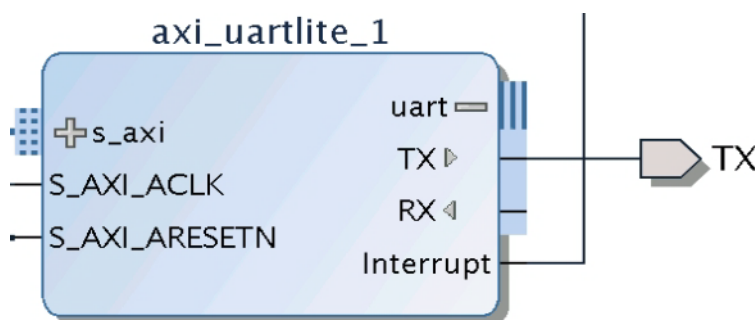 axi_uartlite_1
s_axi
S_AXI_ACLK
S_AXI_ARESETN
uart
TX
RX
Interrupt
TX